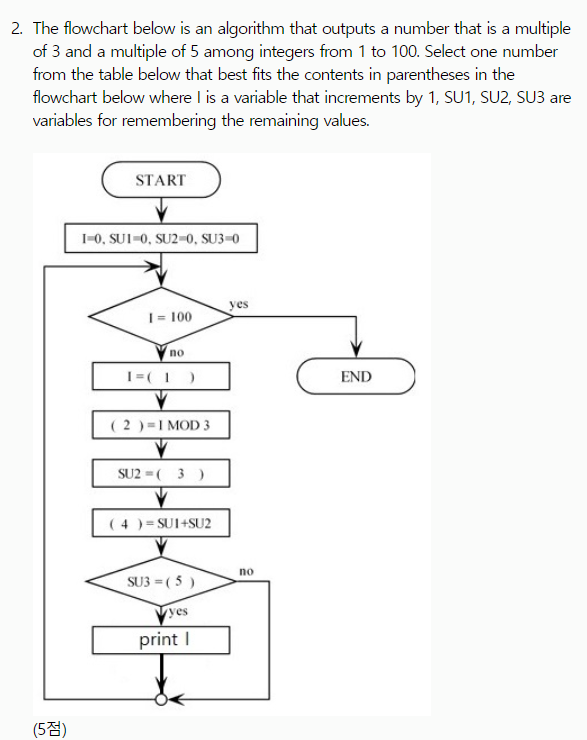 2. The flowchart below is an algorithm that outputs a number that is a multiple
of 3 and a multiple of 5 among integers from 1 to 100. Select one number
from the table below that best fits the contents in parentheses in the
flowchart below where I is a variable that increments by 1, SU1, SU2, SU3 are
variables for remembering the remaining values.
START
I=0, SU1=0, SU2=0, SU3=0
I = 100
yes
no
I = ( 1 )
END
( 2 ) = I MOD 3
SU2 = ( 3 )
( 4 ) = SU1+SU2
SU3 = ( 5 )
no
yes
print I
(5점)